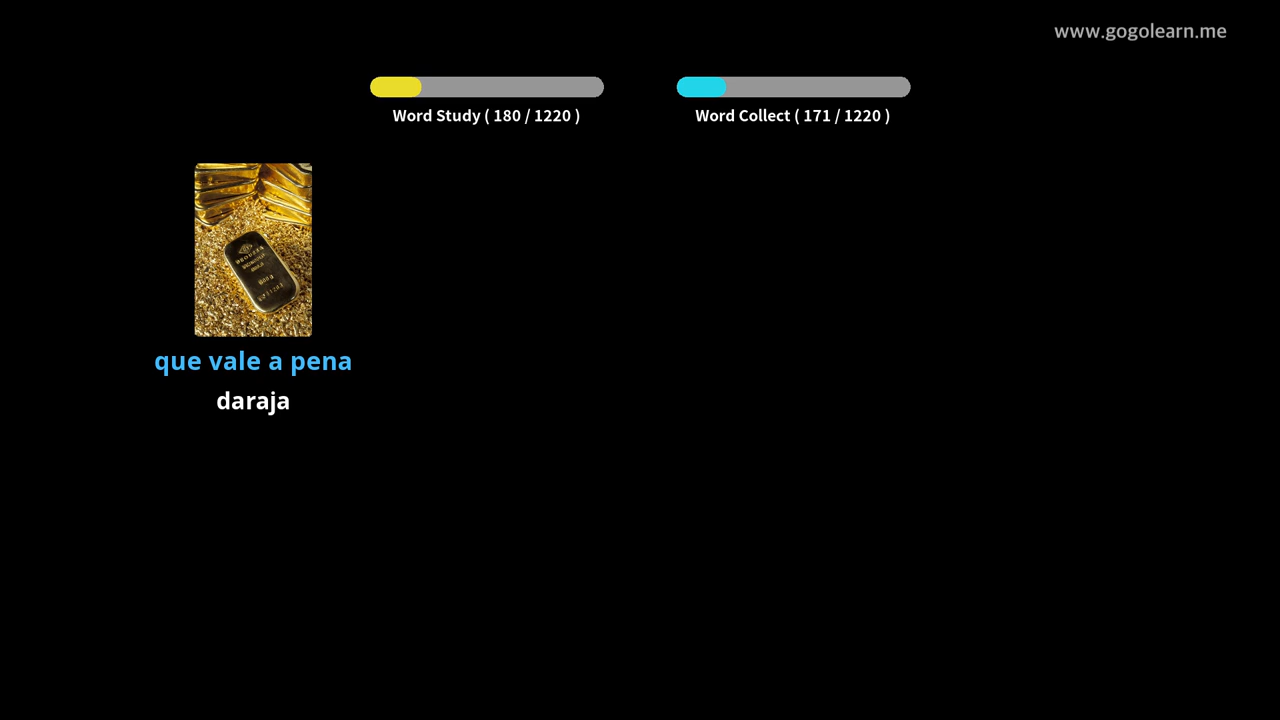 www.gogolearn.me
Word Study ( 180 / 1220 )
Word Collect ( 171 / 1220 )
que vale a pena
daraja